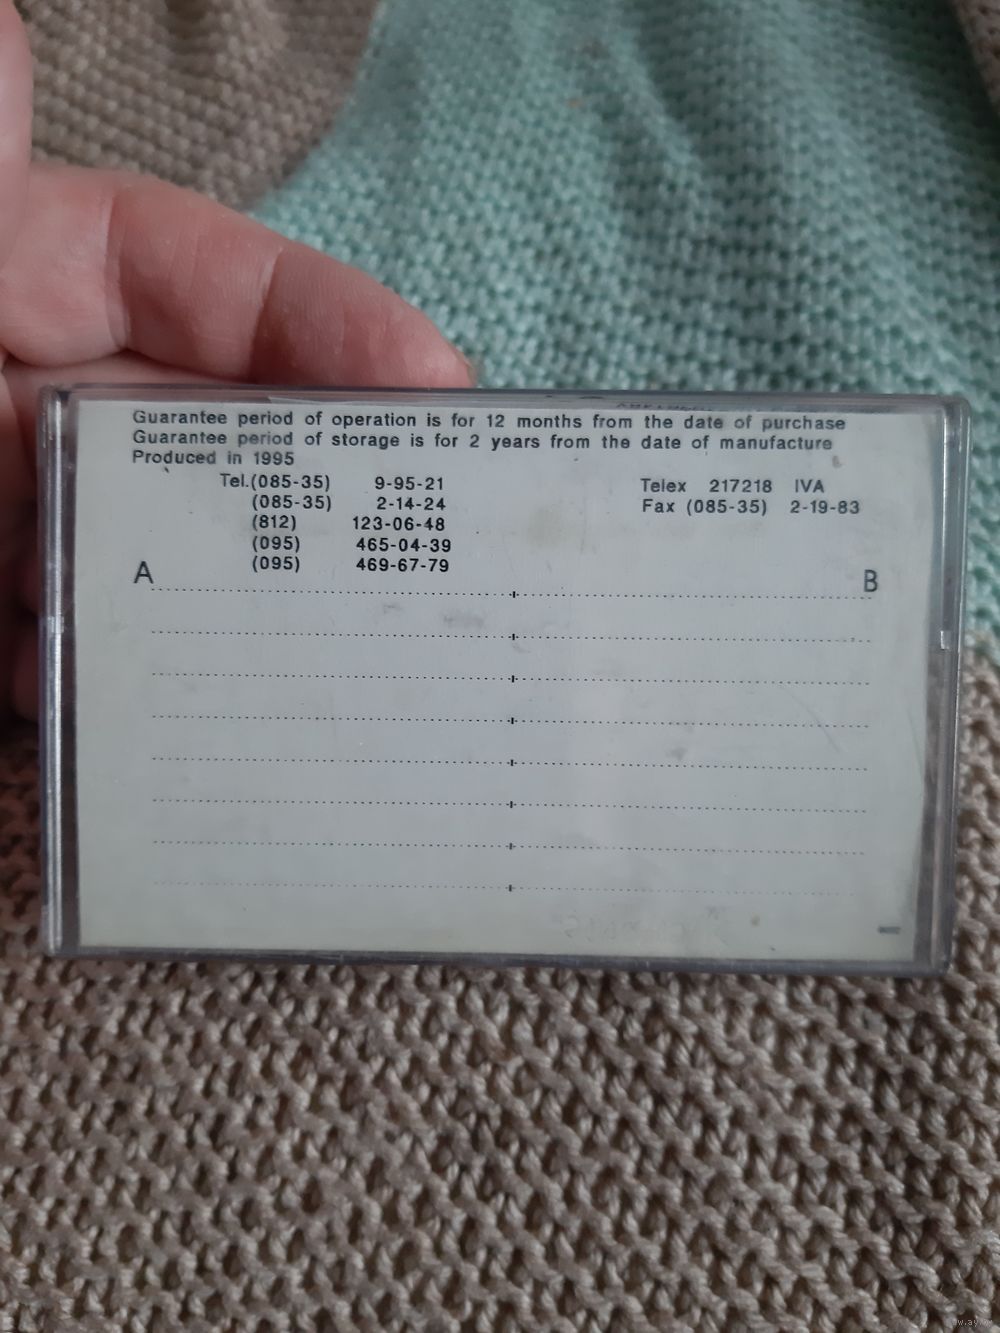 Guarantee period of operation is for 12 months from the date of purchase
Guarantee period of storage is for 2 years from the date of manufacture
Produced in 1995
Tel.(085-35) 9-95-21
(085-35) 2-14-24
(812) 123-06-48
(095) 465-04-39
(095) 469-67-79
Telex 217218 IVA
Fax (085-35) 2-19-83
A B